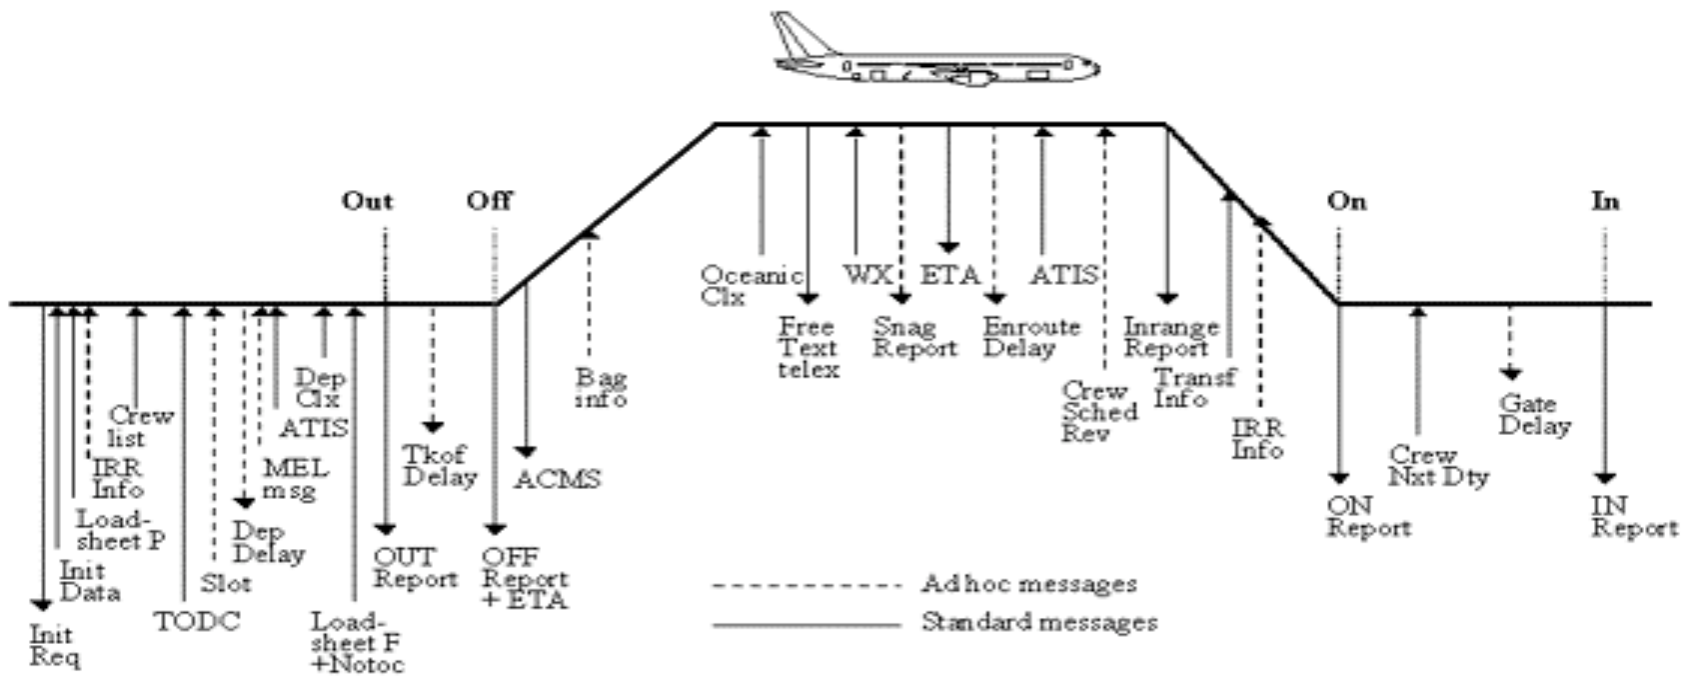 Out
Off
On
In
Oceanic
Clx
WX
ETA
ATIS
Free
Text
telex
Snag
Report
Enroute
Delay
Inrange
Report
Crew
Sched
Rev
Transf
Info
IRR
Info
Bag
info
Dep
Clx
ATIS
Crew
list
IRR
Info
MEL
msg
Load-
sheet P
Dep
Delay
Init
Data
Slot
TODC
Init
Req
Load-
sheet F
+Notoc
OUT
Report
Tkof
Delay
OFF
Report
+ ETA
ACMS
Gate
Delay
Crew
Nxt Dty
ON
Report
IN
Report
Adhoc messages
Standard messages